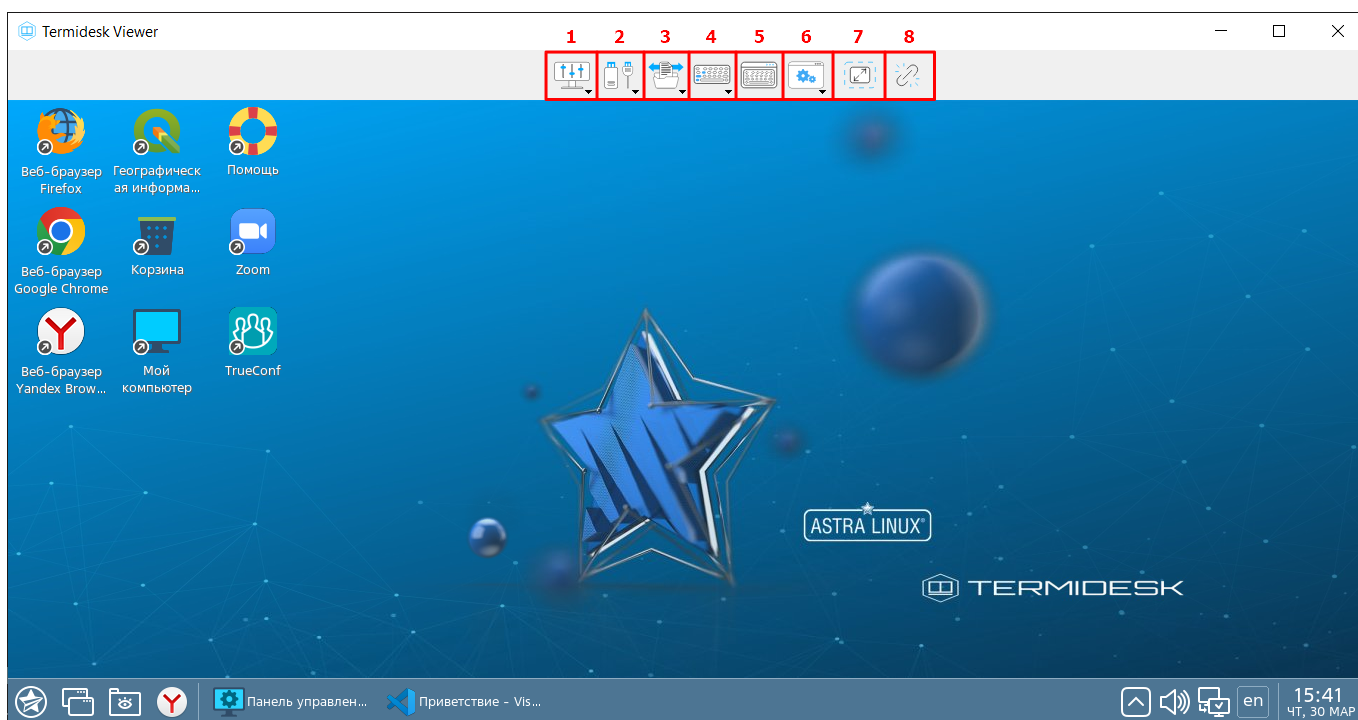 Termidesk Viewer
1 2 3 4 5 6 7 8
Веб-браузер
Firefox
Географическ
ая информа...
Помощь
Веб-браузер
Google Chrome
Корзина
Zoom
Веб-браузер
Yandex Brow...
Мой
компьютер
TrueConf
ASTRA LINUX®
TERMIDESK
Панель управлен...
Приветствие - Vis...
en
15:41
ЧТ, 30 МАР